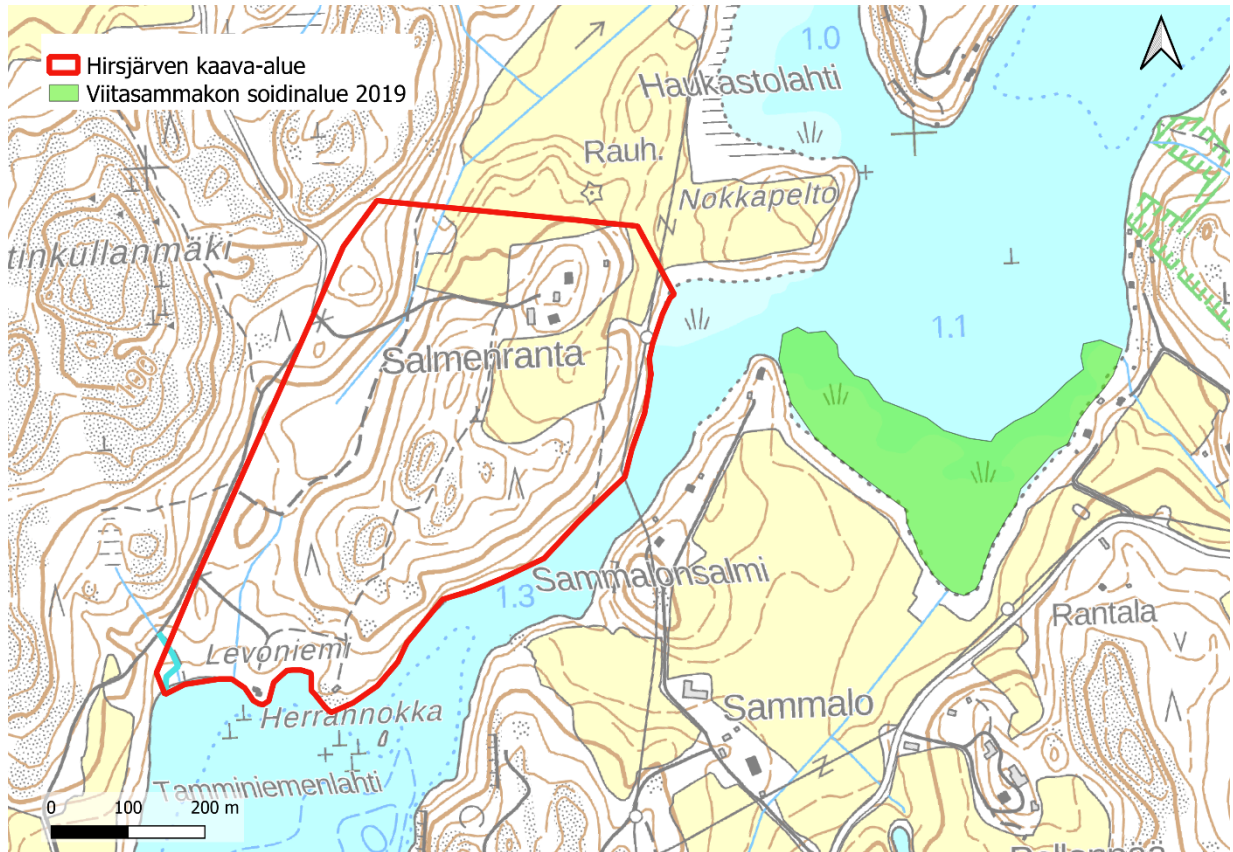 Hirsjärven kaava-alue
Viitasammakon soidinalue 2019
1.0
Haukastolahti
Rauh.
Nokkapelto
tinkullanmäki
100
1.1
Salmenranta
Sammalonsalmi
1.3
Rantala
Levoniemi
Herrannokka
Sammalo
Tamminiemenlahti
0 100 200 m